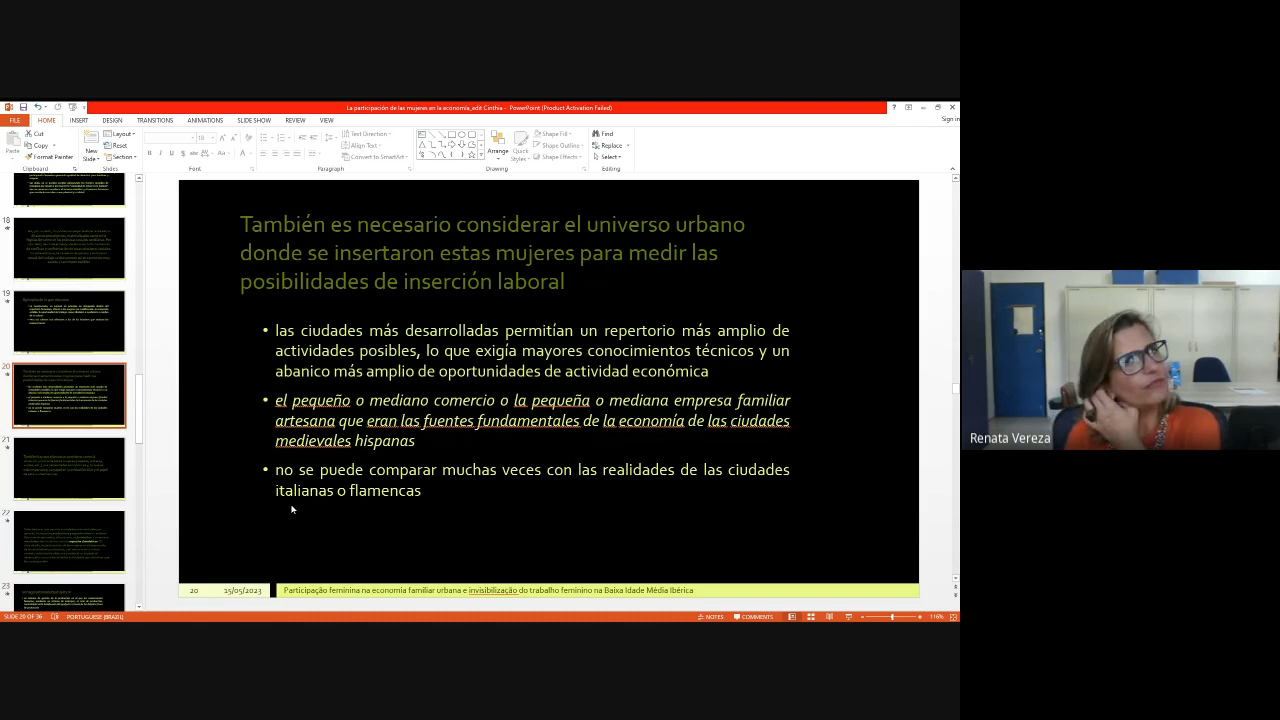 La participación de las mujeres en la economía_edit Cinthia - PowerPoint (Product Activation Failed)
Sign in
FILE HOME INSERT DESIGN TRANSITIONS ANIMATIONS SLIDE SHOW REVIEW VIEW
Cut
Copy
Format Painter
Paste
Clipboard
New
Slide
Layout
Reset
Section
Slides
18
Font
Text Direction
Align Text
Convert to SmartArt
Paragraph
Arrange
Quick
Styles
Shape Fill
Shape Outline
Shape Effects
Drawing
Find
Replace
Select
Editing
18
19
20
21
22
23
También es necesario considerar el universo urbano
donde se insertaron estas mujeres para medir las
posibilidades de inserción laboral
• las ciudades más desarrolladas permitían un repertorio más amplio de
actividades posibles, lo que exigía mayores conocimientos técnicos y un
abanico más amplio de oportunidades de actividad económica
• el pequeño o mediano comercio o la pequeña o mediana empresa familiar
artesana que eran las fuentes fundamentales de la economía de las ciudades
medievales hispanas
• no se puede comparar muchas veces con las realidades de las ciudades
italianas o flamencas
20 15/05/2023 Participação feminina na economia familiar urbana e invisibilização do trabalho feminino na Baixa Idade Média Ibérica
SLIDE 20 OF 36 PORTUGUESE (BRAZIL) NOTES COMMENTS 116%
Renata Vereza